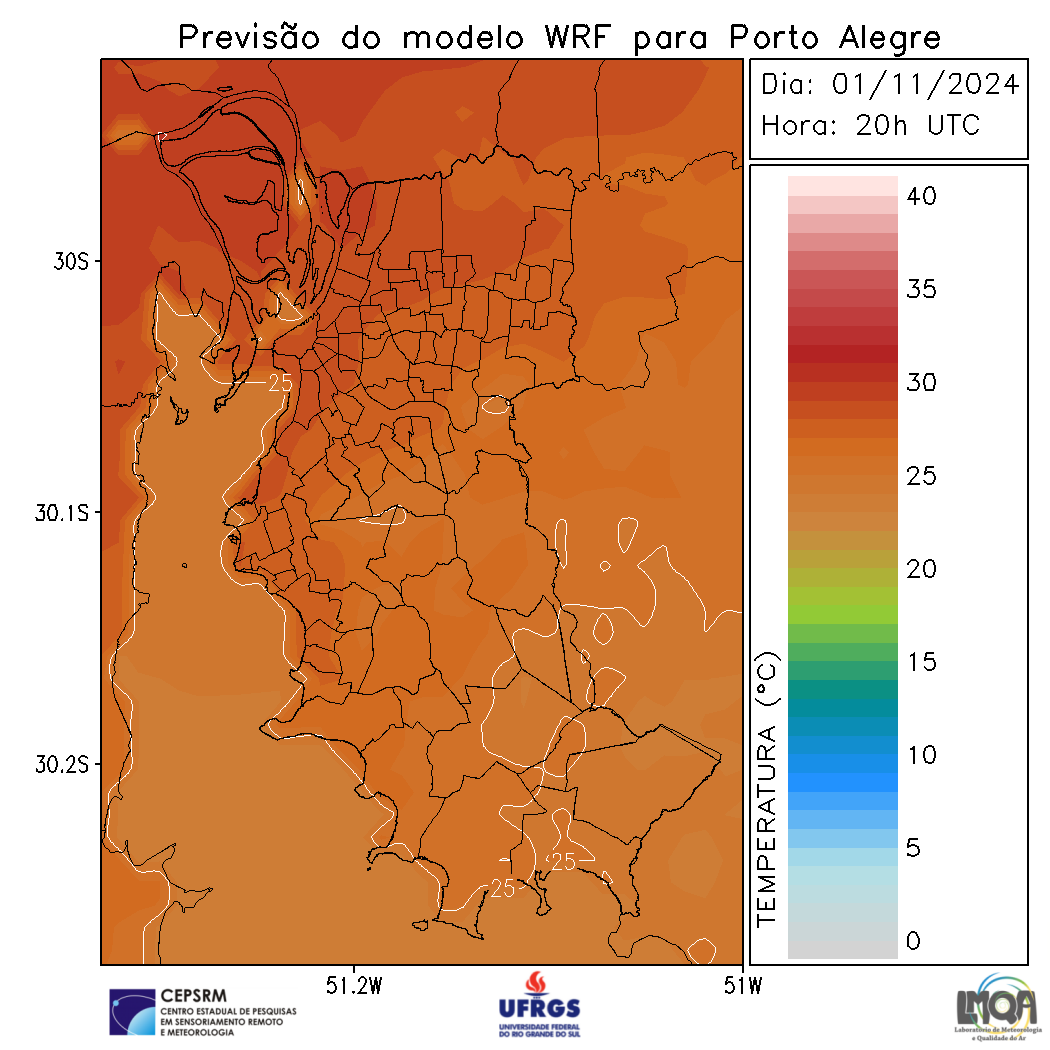 Previsão do modelo WRF para Porto Alegre
Dia: 01/11/2024
Hora: 20h UTC
30S
30.1S
30.2S
51.2W
51W
25
25
25
TEMPERATURA (°C)
40
35
30
25
20
15
10
5
0
CEPSRM
CENTRO ESTADUAL DE PESQUISAS
EM SENSORIAMENTO REMOTO
E METEOROLOGIA
UFRGS
UNIVERSIDADE FEDERAL
DO RIO GRANDE DO SUL
LMQA
Laboratório de Meteorologia
e Qualidade do Ar